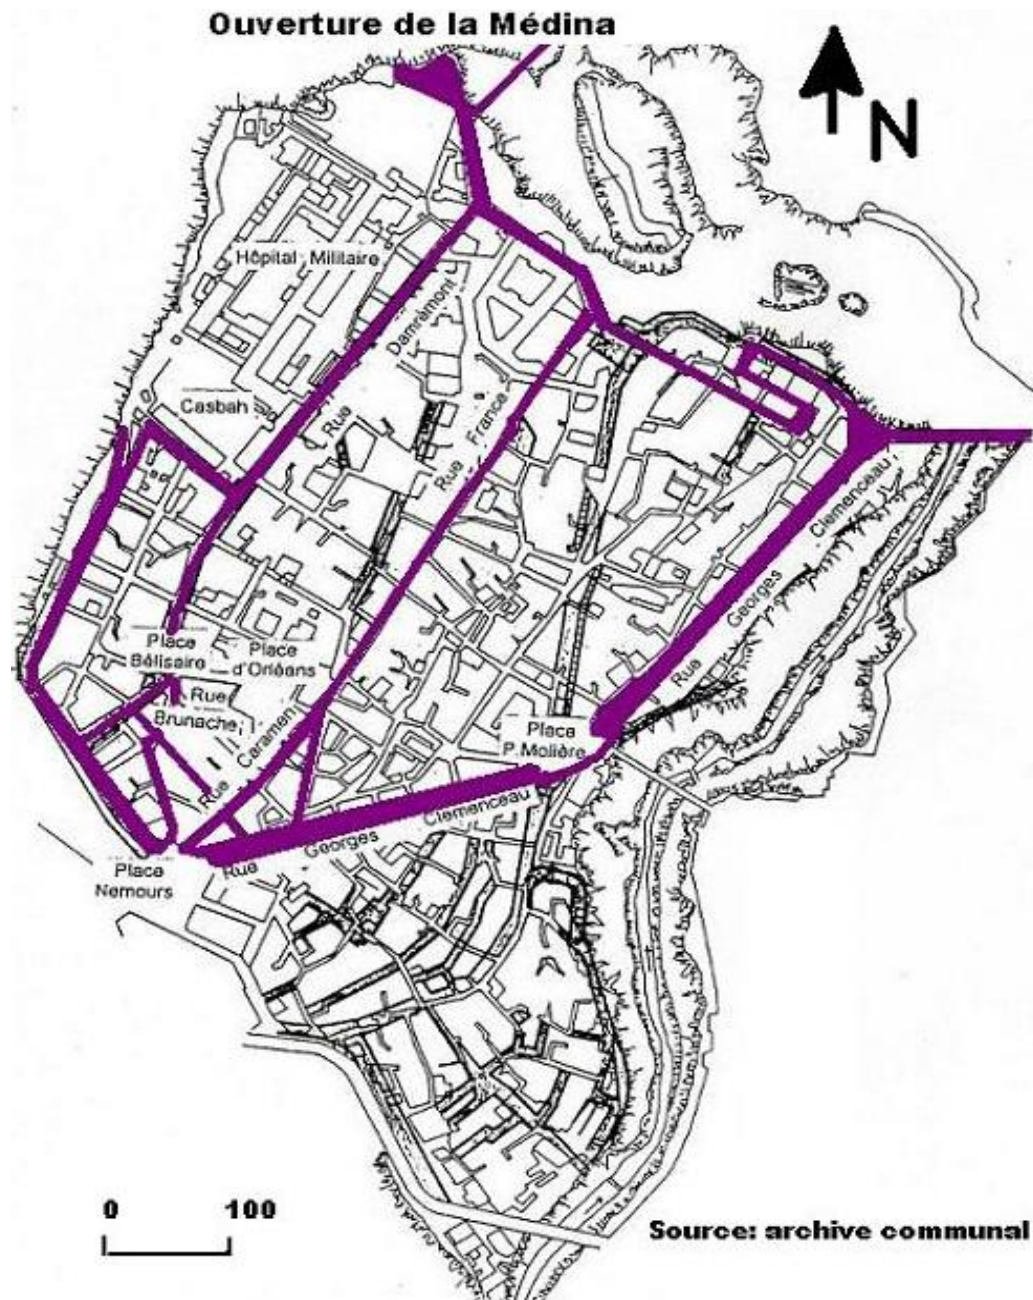 Ouverture de la Médina
N
Hôpital Militaire
Rue Damrémont
Casbah
Rue France
Clemenceau
Georges
Rue
Place
Bélisaire
Place
d'Orléans
Rue
Brunache
Rue Caraman
Place
P.Molière
Rue Georges Clemenceau
Place
Nemours
0 100
Source: archive communal